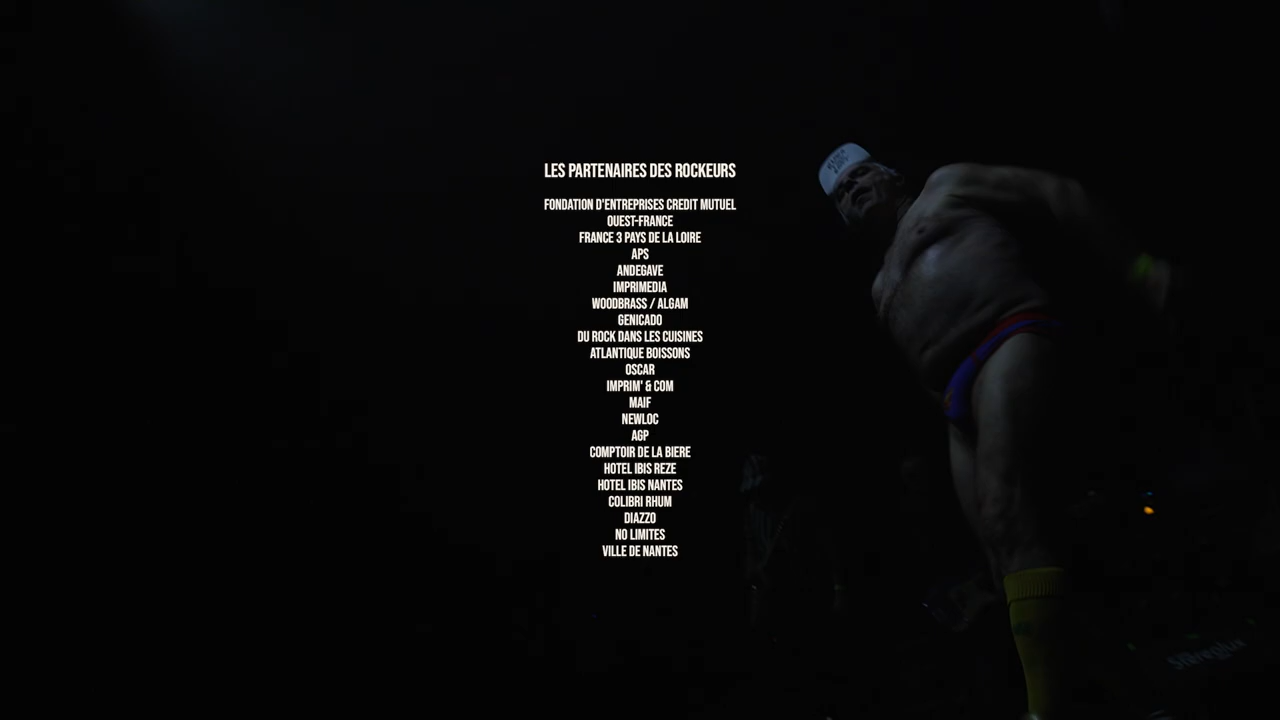 LES PARTENAIRES DES ROCKEURS
FONDATION D'ENTREPRISES CREDIT MUTUEL
OUEST-FRANCE
FRANCE 3 PAYS DE LA LOIRE
APS
ANDEGAVE
IMPRIMEDIA
WOODBRASS / ALGAM
GENICADO
DU ROCK DANS LES CUISINES
ATLANTIQUE BOISSONS
OSCAR
IMPRIM' & COM
MAIF
NEWLOC
AGP
COMPTOIR DE LA BIERE
HOTEL IBIS REZE
HOTEL IBIS NANTES
COLIBRI RHUM
DIAZZO
NO LIMITES
VILLE DE NANTES